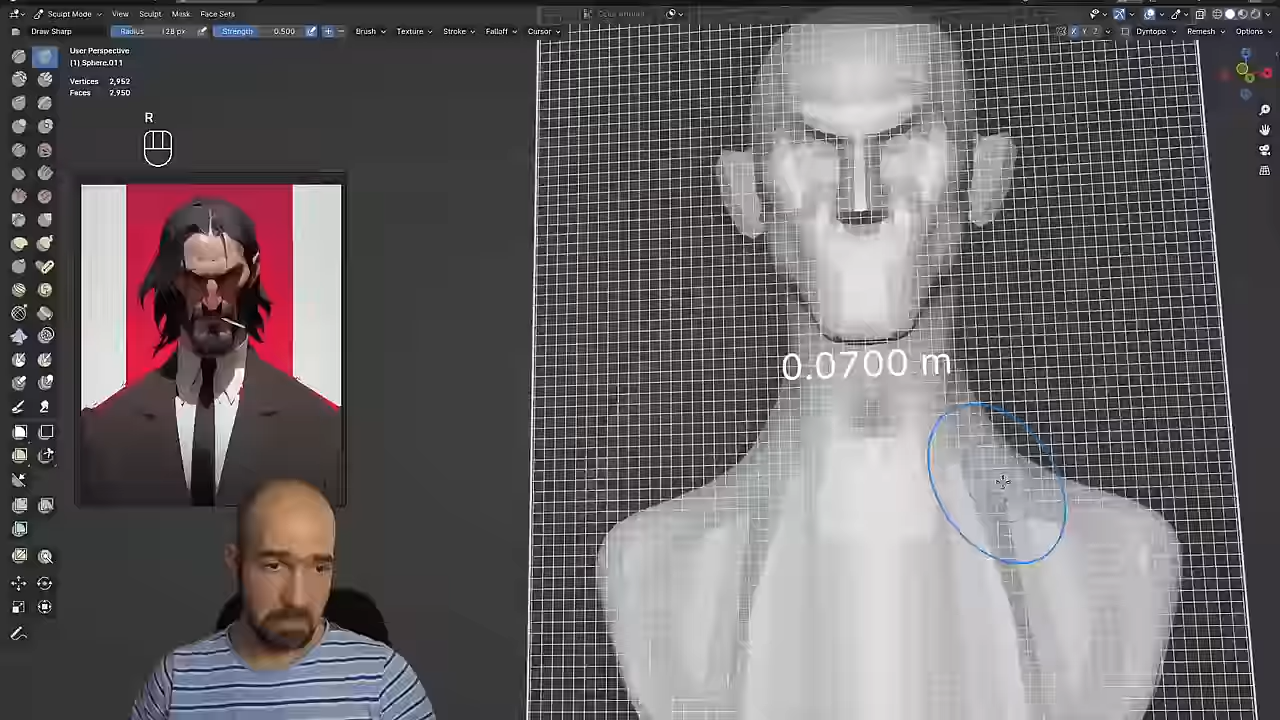 Sculpt Mode View Sculpt Mask Face Sets
Draw Sharp Radius 128 px Strength 0.500 Brush Texture Stroke Falloff Cursor X Y Z Dyntopo Remesh Options
User Perspective
(1) Sphere.011
Vertices 2,952
Faces 2,950
R
0.0700 m